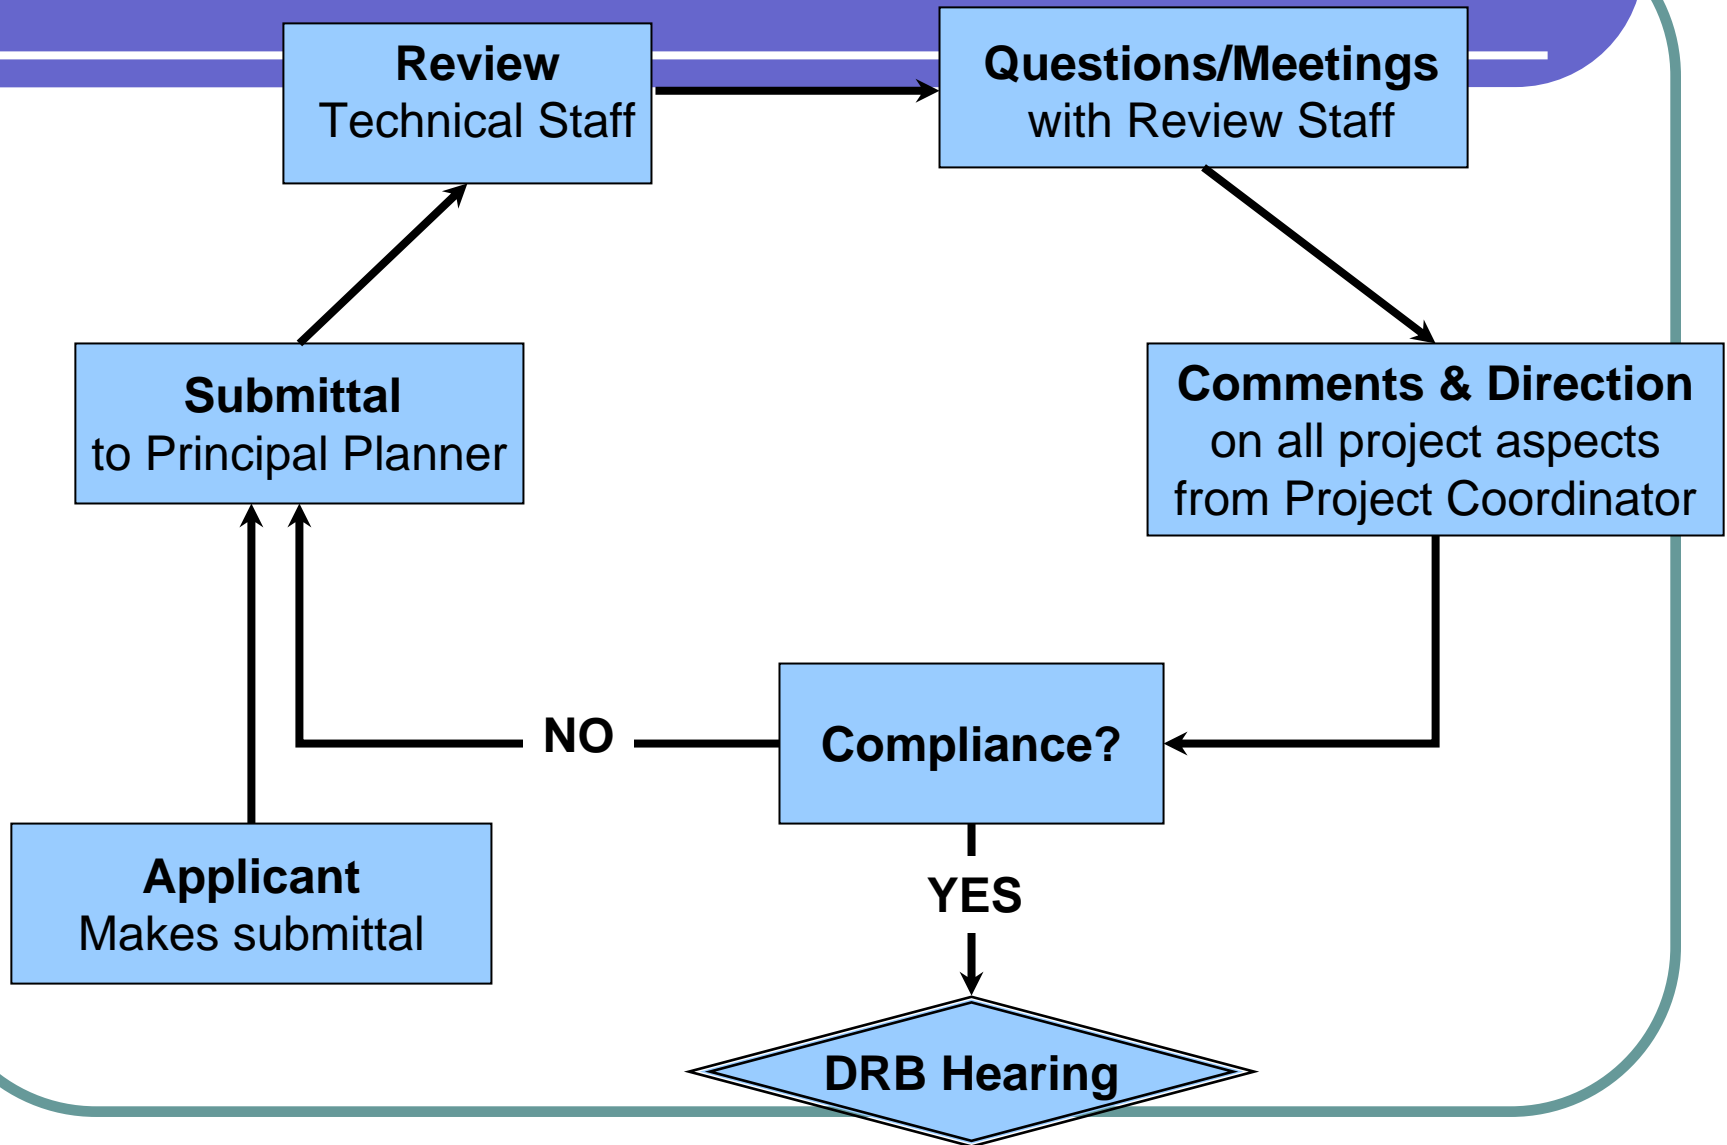 Review
Technical Staff
Questions/Meetings
with Review Staff
Submittal
to Principal Planner
Comments & Direction
on all project aspects
from Project Coordinator
NO
Compliance?
Applicant
Makes submittal
YES
DRB Hearing